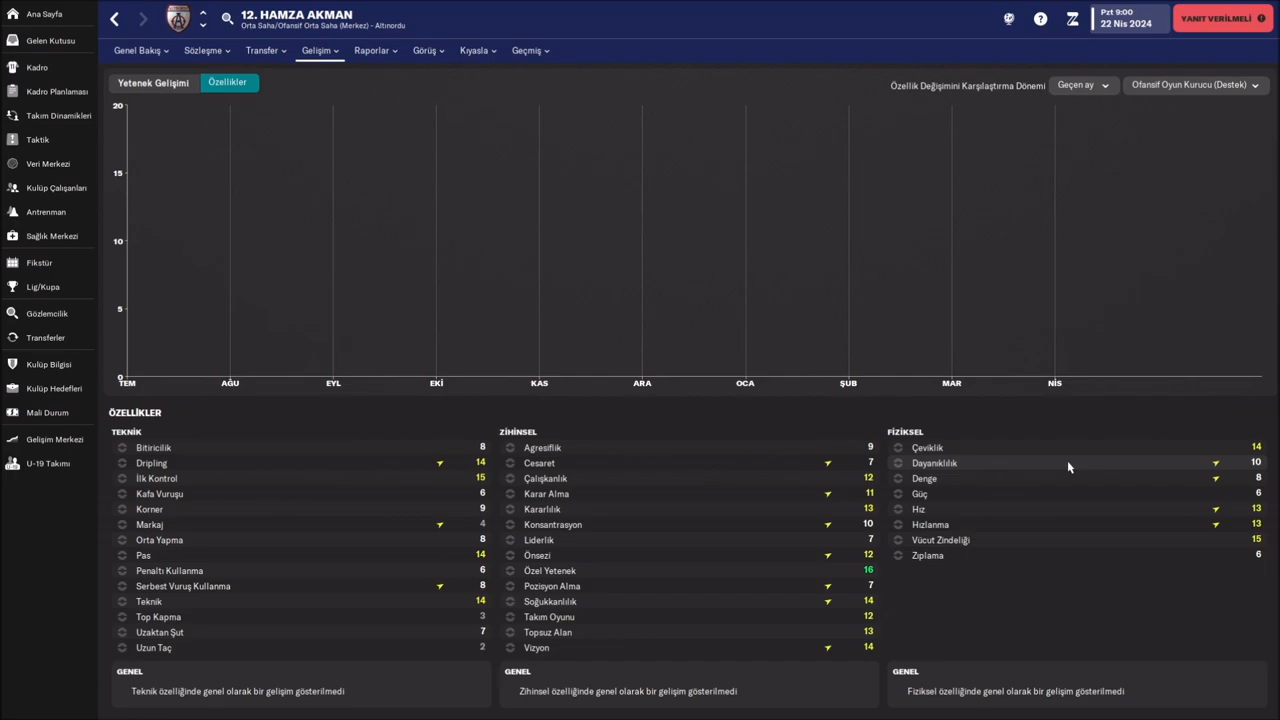 Ana Sayfa
Gelen Kutusu
Kadro
Kadro Planlaması
Takım Dinamikleri
Taktik
Veri Merkezi
Kulüp Çalışanları
Antrenman
Sağlık Merkezi
Fikstür
Lig/Kupa
Gözlemcilik
Transferler
Kulüp Bilgisi
Kulüp Hedefleri
Mali Durum
Gelişim Merkezi
U-19 Takımı
12. HAMZA AKMAN
Orta Saha/Ofansif Orta Saha (Merkez) - Altınordu
Pzt 9:00
22 Nis 2024
YANIT VERİLMELİ
Genel Bakış Sözleşme Transfer Gelişim Raporlar Görüş Kıyasla Geçmiş
Yetenek Gelişimi Özellikler
Özellik Değişimini Karşılaştırma Dönemi Geçen ay Ofansif Oyun Kurucu (Destek)
20
15
10
5
0
TEM AĞU EYL EKİ KAS ARA OCA ŞUB MAR NİS
ÖZELLİKLER
TEKNİK
Bitiricilik 8
Dripling 14
İlk Kontrol 15
Kafa Vuruşu 6
Korner 9
Markaj 4
Orta Yapma 8
Pas 14
Penaltı Kullanma 6
Serbest Vuruş Kullanma 8
Teknik 14
Top Kapma 3
Uzaktan Şut 7
Uzun Taç 2
GENEL
Teknik özelliğinde genel olarak bir gelişim gösterilmedi
ZİHİNSEL
Agresiflik 9
Cesaret 7
Çalışkanlık 12
Karar Alma 11
Kararlılık 13
Konsantrasyon 10
Liderlik 7
Önsezi 12
Özel Yetenek 16
Pozisyon Alma 7
Soğukkanlılık 14
Takım Oyunu 12
Topsuz Alan 13
Vizyon 14
GENEL
Zihinsel özelliğinde genel olarak bir gelişim gösterilmedi
FİZİKSEL
Çeviklik 14
Dayanıklılık 10
Denge 8
Güç 6
Hız 13
Hızlanma 13
Vücut Zindeliği 15
Zıplama 6
GENEL
Fiziksel özelliğinde genel olarak bir gelişim gösterilmedi